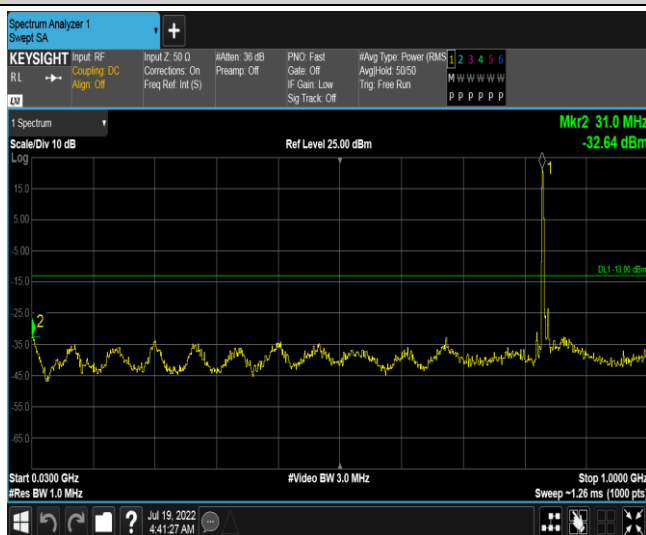 Spectrum Analyzer 1
Swept SA
+
KEYSIGHT
RL
LXI
Input: RF
Coupling: DC
Align: Off
Input Z: 50 Ω
Corrections: On
Freq Ref: Int (S)
#Atten: 36 dB
Preamp: Off
PNO: Fast
Gate: Off
IF Gain: Low
Sig Track: Off
#Avg Type: Power (RMS
Avg|Hold: 50/50
Trig: Free Run
1 2 3 4 5 6
M W W W W W
P P P P P P
1 Spectrum
Mkr2 31.0 MHz
Scale/Div 10 dB
Ref Level 25.00 dBm
-32.64 dBm
Log
1
15.0
5.00
-5.00
DL1 -13.00 dBm
-15.0
-25.0
2
-35.0
-45.0
-55.0
-65.0
Start 0.0300 GHz
#Video BW 3.0 MHz
Stop 1.0000 GHz
#Res BW 1.0 MHz
Sweep ~1.26 ms (1000 pts)
?
Jul 19, 2022
4:41:27 AM